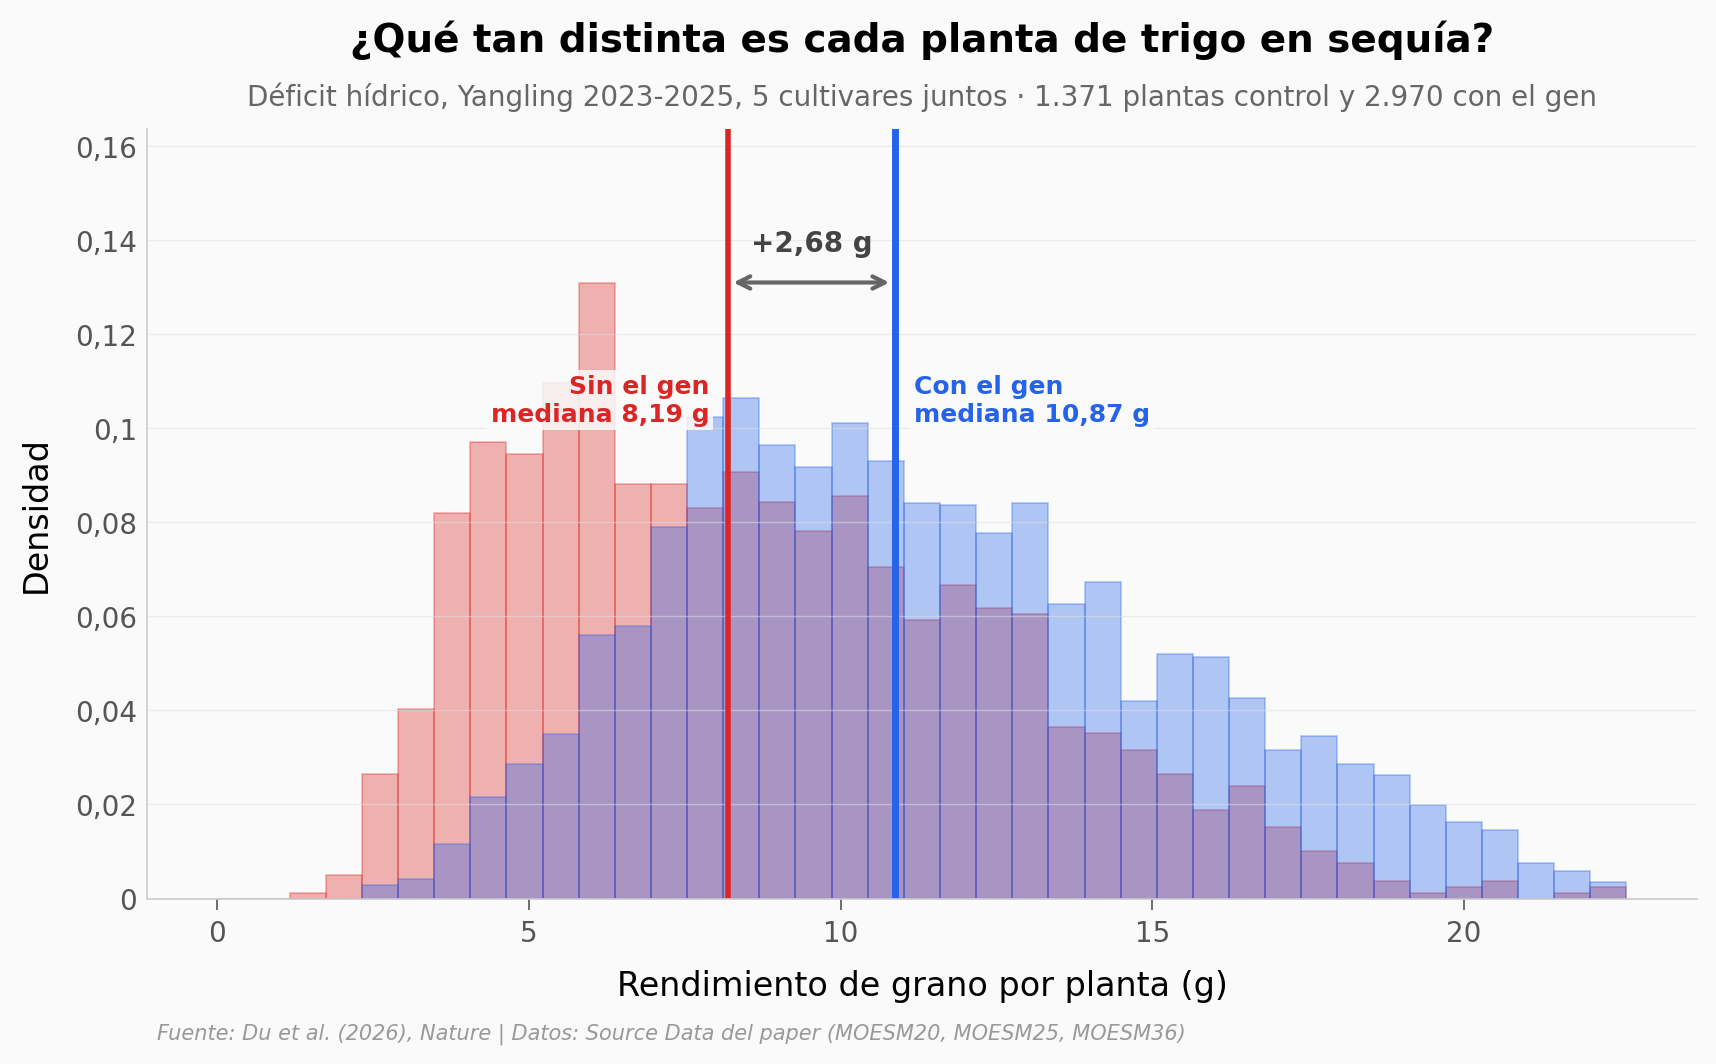 ¿Qué tan distinta es cada planta de trigo en sequía?
Déficit hídrico, Yangling 2023-2025, 5 cultivares juntos · 1.371 plantas control y 2.970 con el gen
0,16
0,14
0,12
0,1
0,08
0,06
0,04
0,02
0
Densidad
+2,68 g
Sin el gen
mediana 8,19 g
Con el gen
mediana 10,87 g
0
5
10
15
20
Rendimiento de grano por planta (g)
Fuente: Du et al. (2026), Nature | Datos: Source Data del paper (MOESM20, MOESM25, MOESM36)